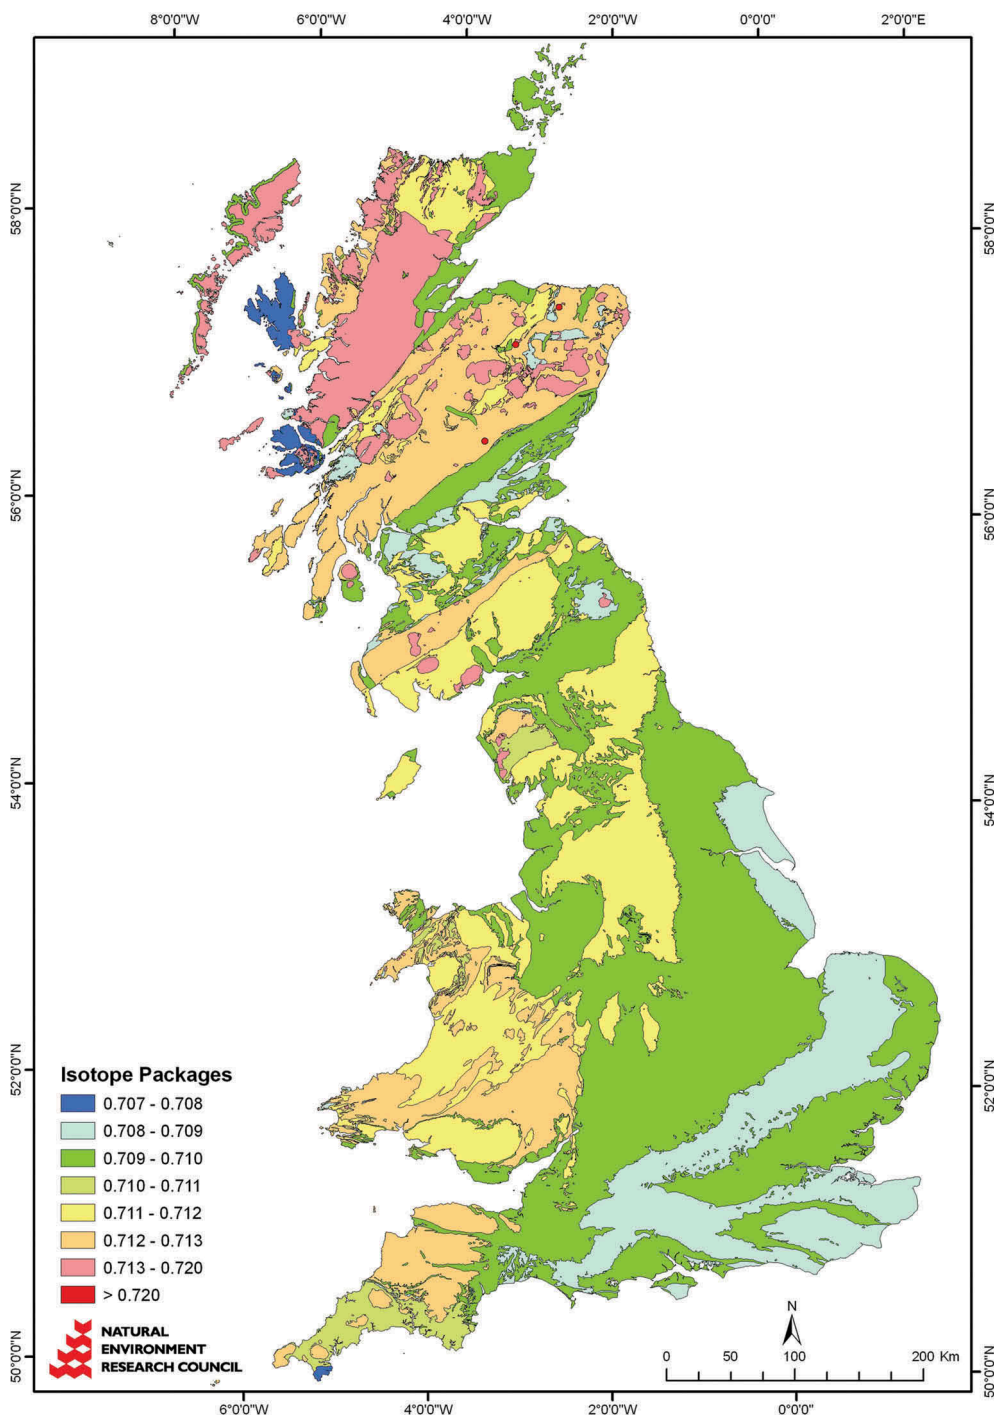 8°0'0"W 6°0'0"W 4°0'0"W 2°0'0"W 0°0'0" 2°0'0"E
58°0'0"N
58°0'0"N
56°0'0"N
56°0'0"N
54°0'0"N
54°0'0"N
52°0'0"N
52°0'0"N
Isotope Packages
0.707 - 0.708
0.708 - 0.709
0.709 - 0.710
0.710 - 0.711
0.711 - 0.712
0.712 - 0.713
0.713 - 0.720
> 0.720
NATURAL
ENVIRONMENT
RESEARCH COUNCIL
N
0 50 100 200 Km
50°0'0"N
50°0'0"N
6°0'0"W 4°0'0"W 2°0'0"W 0°0'0"